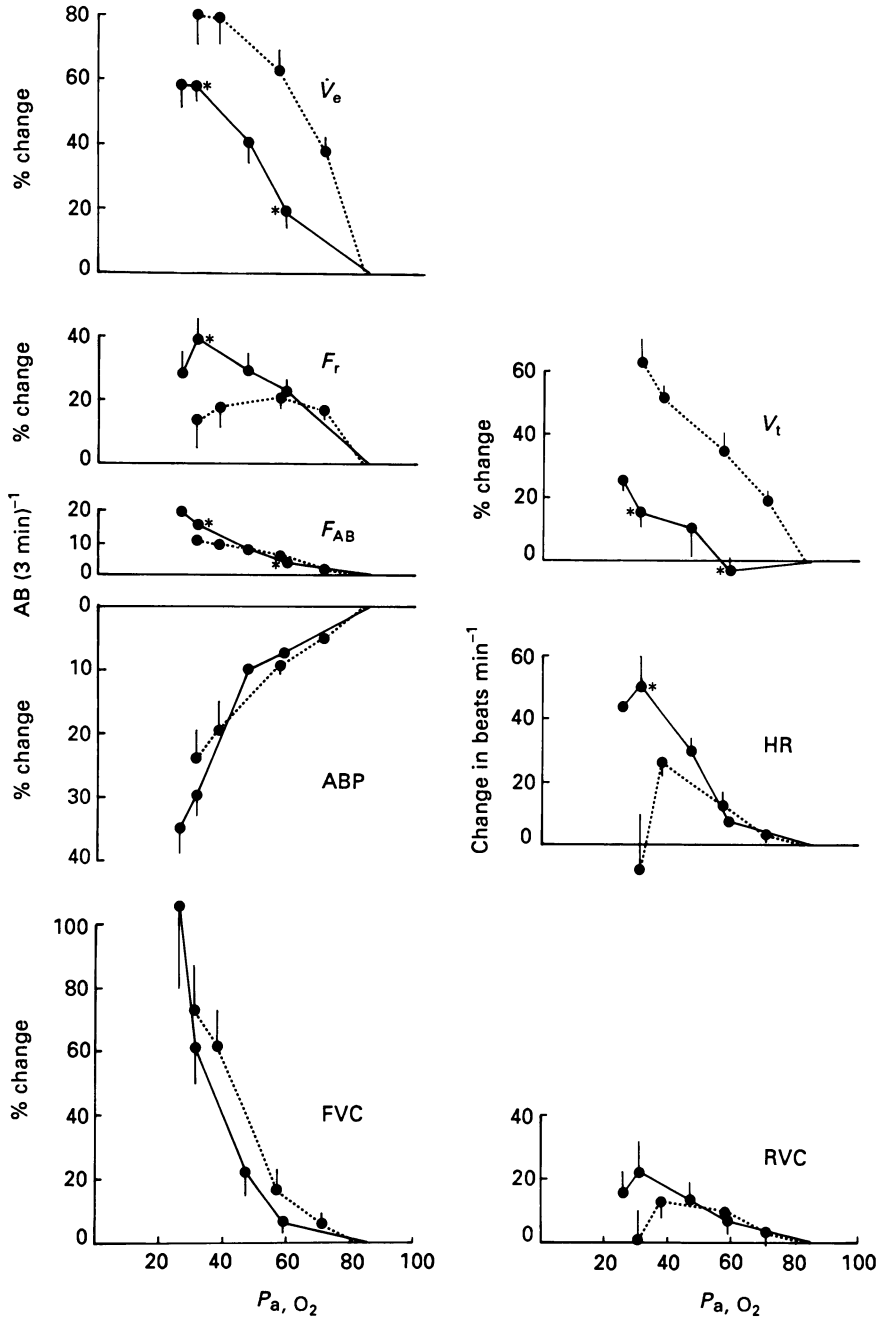 80
60
40
20
0
% change
V̇e
*
*
40
20
0
% change
Fr
*
20
10
0
AB (3 min)⁻¹
FAB
*
*
0
10
20
30
40
% change
ABP
100
80
60
40
20
0
% change
FVC
20 40 60 80 100
Pa, O₂
60
40
20
0
% change
Vt
*
*
60
40
20
0
Change in beats min⁻¹
HR
*
40
20
0
RVC
20 40 60 80 100
Pa, O₂